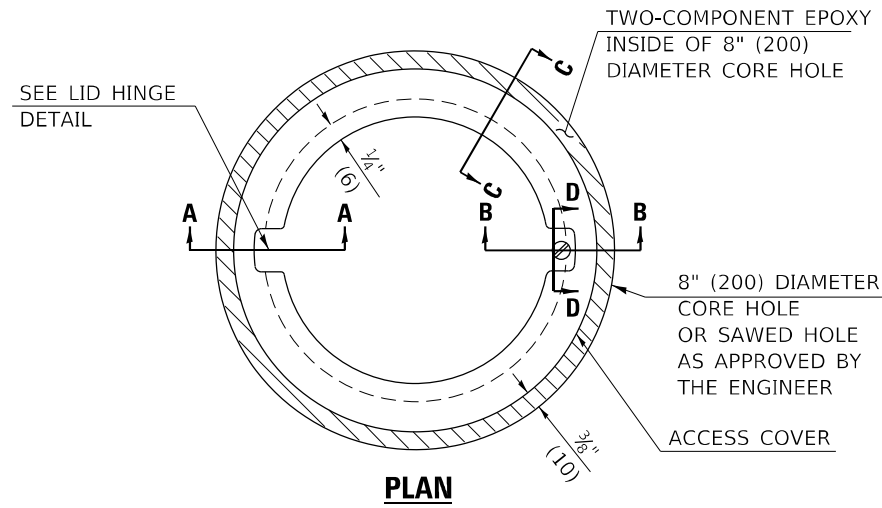 TWO-COMPONENT EPOXY
INSIDE OF 8" (200)
DIAMETER CORE HOLE
SEE LID HINGE
DETAIL
C
1/4"
(6)
C
A
A
B
D
B
D
8" (200) DIAMETER
CORE HOLE
OR SAWED HOLE
AS APPROVED BY
THE ENGINEER
ACCESS COVER
3/8"
(10)
PLAN